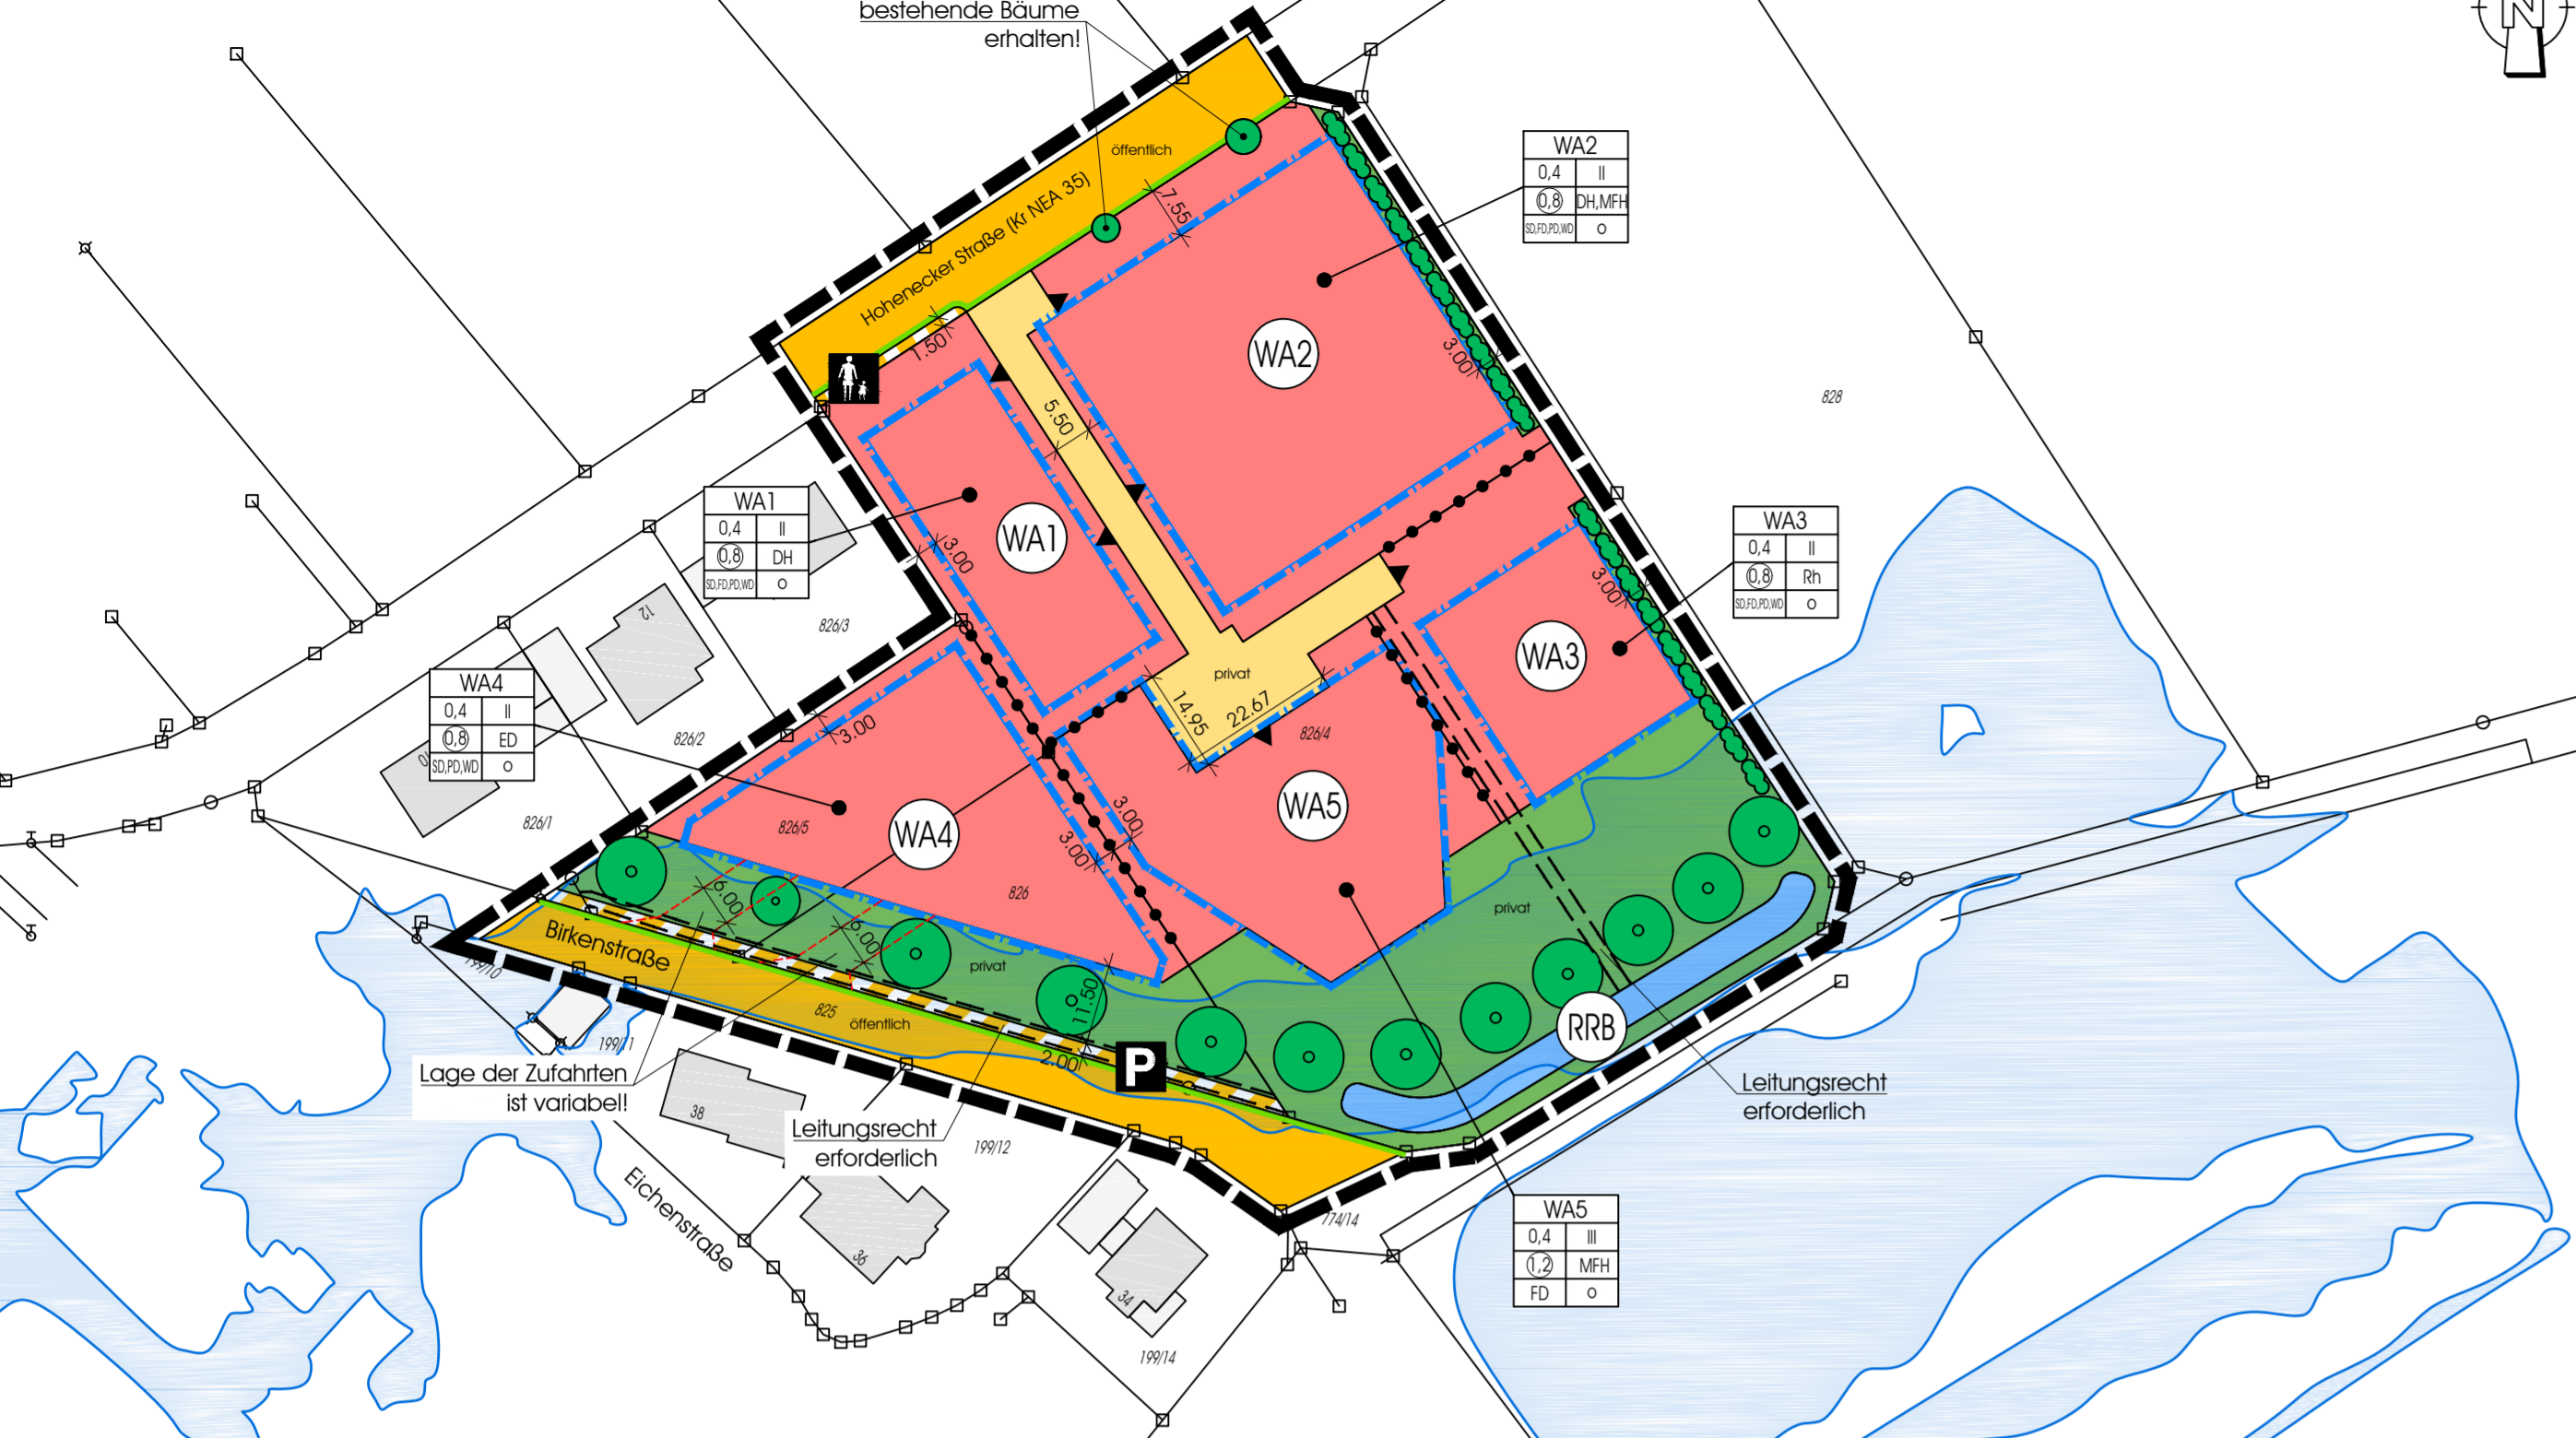 bestehende Bäume
erhalten!
N
öffentlich
Hohenecker Straße (Kr NEA 35)
7.55
1.50
WA2
0,4 II
0,8 DH,MFH
SD,FD,PD,WD o
WA2
3.00
828
5.50
WA1
0,4 II
0,8 DH
SD,FD,PD,WD o
WA1
3.00
WA3
0,4 II
0,8 Rh
SD,FD,PD,WD o
3.00
WA3
12
826/3
WA4
0,4 II
0,8 ED
SD,PD,WD o
10
826/2
826/1
3.00
privat
14.95
22.67
826/4
826/5
WA4
826
3.00
3.00
WA5
6.00
6.00
privat
privat
Birkenstraße
199/10
825
öffentlich
11.50
2.00
P
RRB
199/11
Lage der Zufahrten
ist variabel!
38
Leitungsrecht
erforderlich
199/12
Leitungsrecht
erforderlich
Eichenstraße
36
34
774/14
199/14
WA5
0,4 III
1,2 MFH
FD o